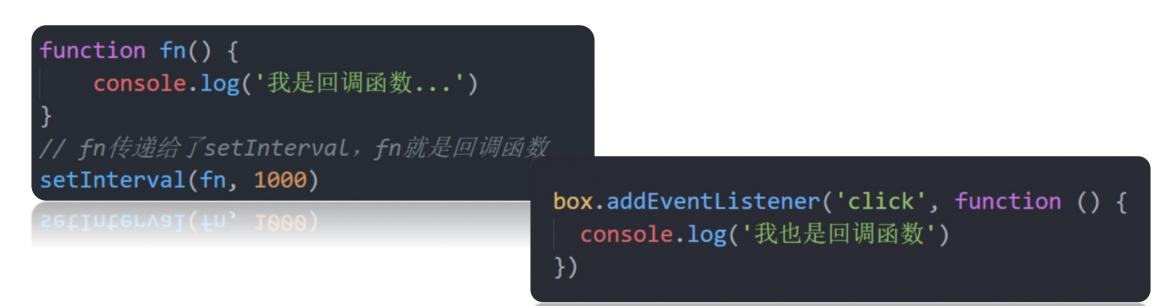 function fn() {
    console.log('我是回调函数...')
}
// fn传递给了setInterval，fn就是回调函数
setInterval(fn, 1000)
box.addEventListener('click', function () {
  console.log('我也是回调函数')
})